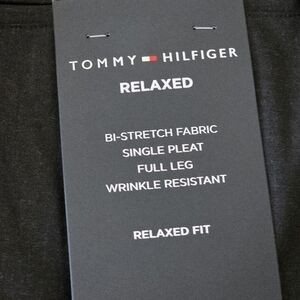 TOMMY HILFIGER
RELAXED
BI-STRETCH FABRIC
SINGLE PLEAT
FULL LEG
WRINKLE RESISTANT
RELAXED FIT